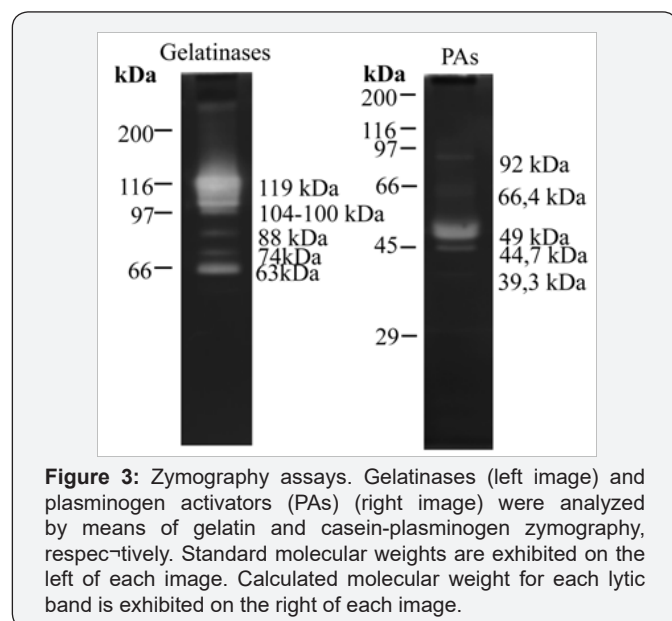 Gelatinases
kDa
200
116
97
66
119 kDa
104-100 kDa
88 kDa
74kDa
63kDa
PAs
kDa
200
116
97
66
45
29
92 kDa
66,4 kDa
49 kDa
44,7 kDa
39,3 kDa
Figure 3: Zymography assays. Gelatinases (left image) and
plasminogen activators (PAs) (right image) were analyzed
by means of gelatin and casein-plasminogen zymography,
respec¬tively. Standard molecular weights are exhibited on the
left of each image. Calculated molecular weight for each lytic
band is exhibited on the right of each image.